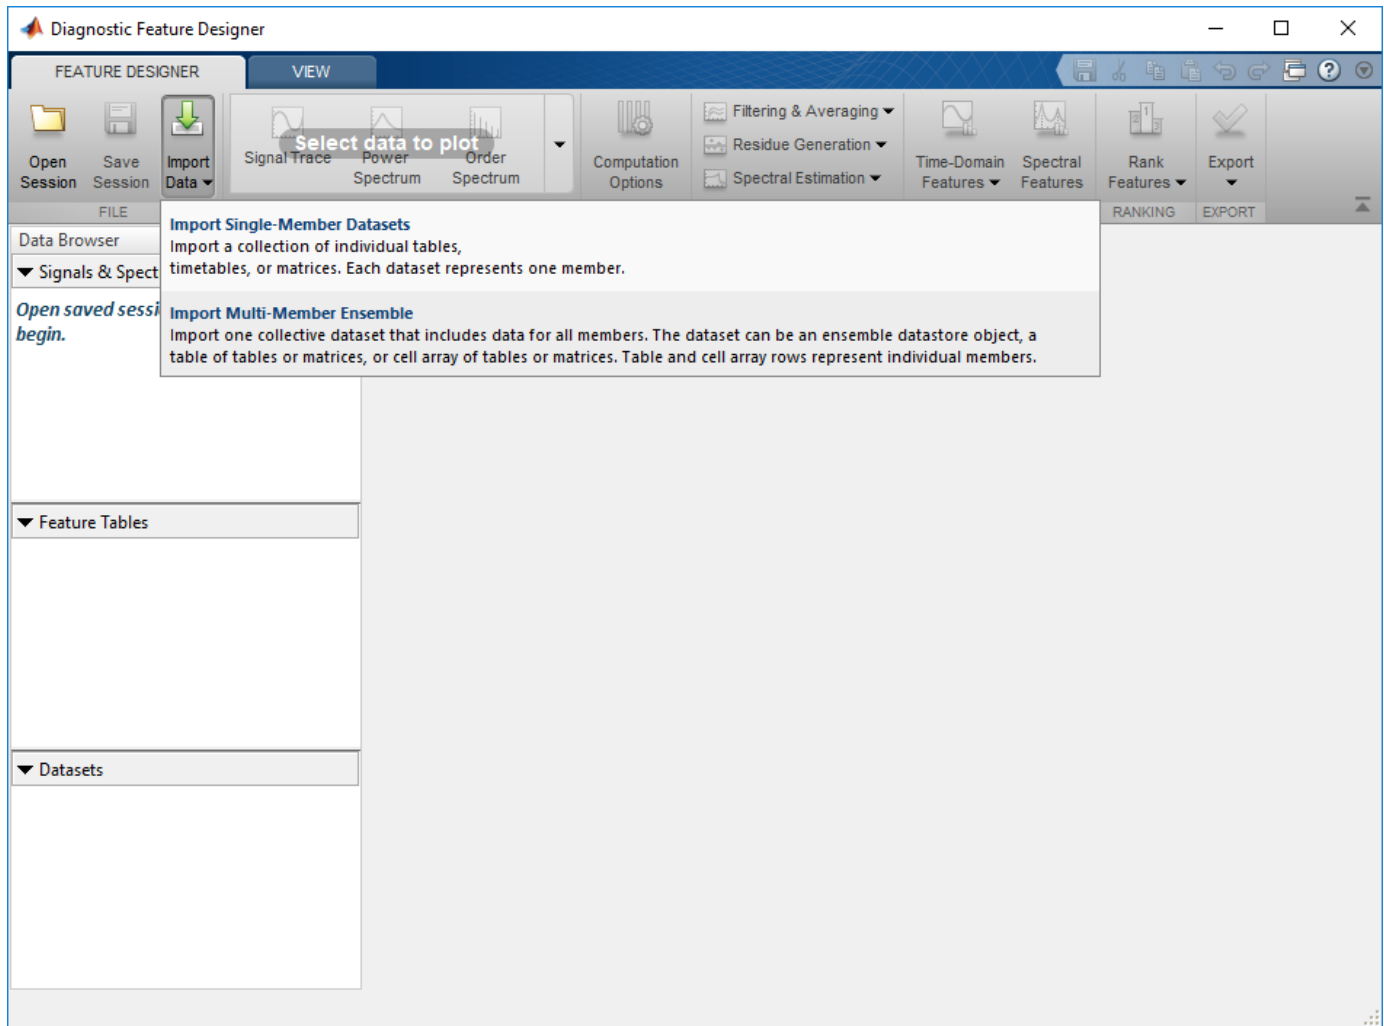 Diagnostic Feature Designer
FEATURE DESIGNER
VIEW
Open
Session
Save
Session
Import
Data
Select data to plot
Signal Trace
Power
Spectrum
Order
Spectrum
Computation
Options
Filtering & Averaging
Residue Generation
Spectral Estimation
Time-Domain
Features
Spectral
Features
Rank
Features
Export
FILE
RANKING
EXPORT
Import Single-Member Datasets
Import a collection of individual tables,
timetables, or matrices. Each dataset represents one member.
Import Multi-Member Ensemble
Import one collective dataset that includes data for all members. The dataset can be an ensemble datastore object, a
table of tables or matrices, or cell array of tables or matrices. Table and cell array rows represent individual members.
Data Browser
Signals & Spect
Open saved sessi
begin.
Feature Tables
Datasets